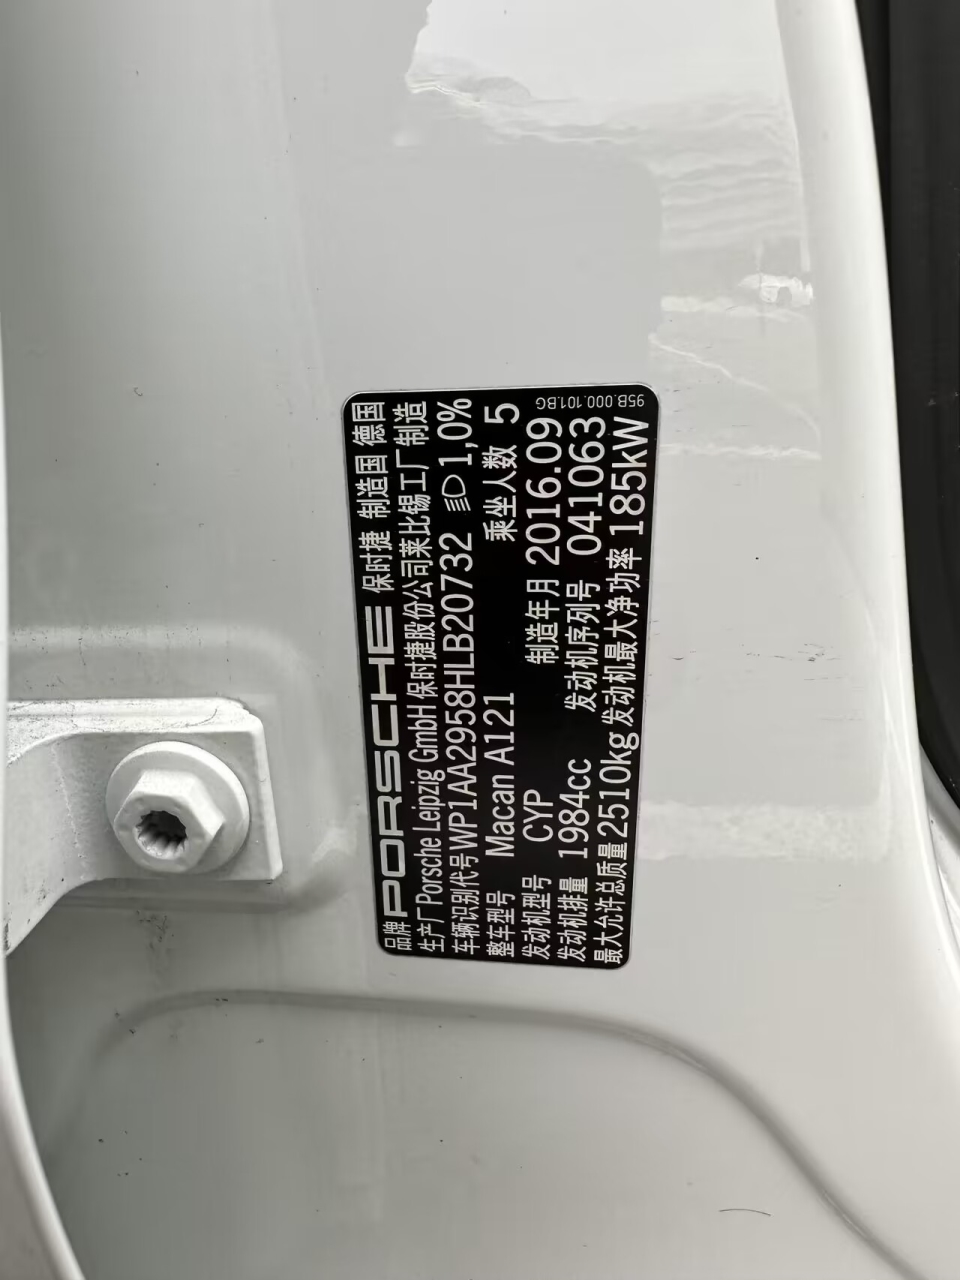 95B.000.101.BG
品牌 PORSCHE 保时捷 制造国 德国
生产厂 Porsche Leipzig GmbH 保时捷股份公司莱比锡工厂制造
车辆识别代号 WP1AA2958HLB20732 1,0%
整车型号 Macan A1121 乘坐人数 5
发动机型号 CYP 制造年月 2016.09
发动机排量 1984cc 发动机序列号 041063
最大允许总质量 2510kg 发动机最大净功率 185kW